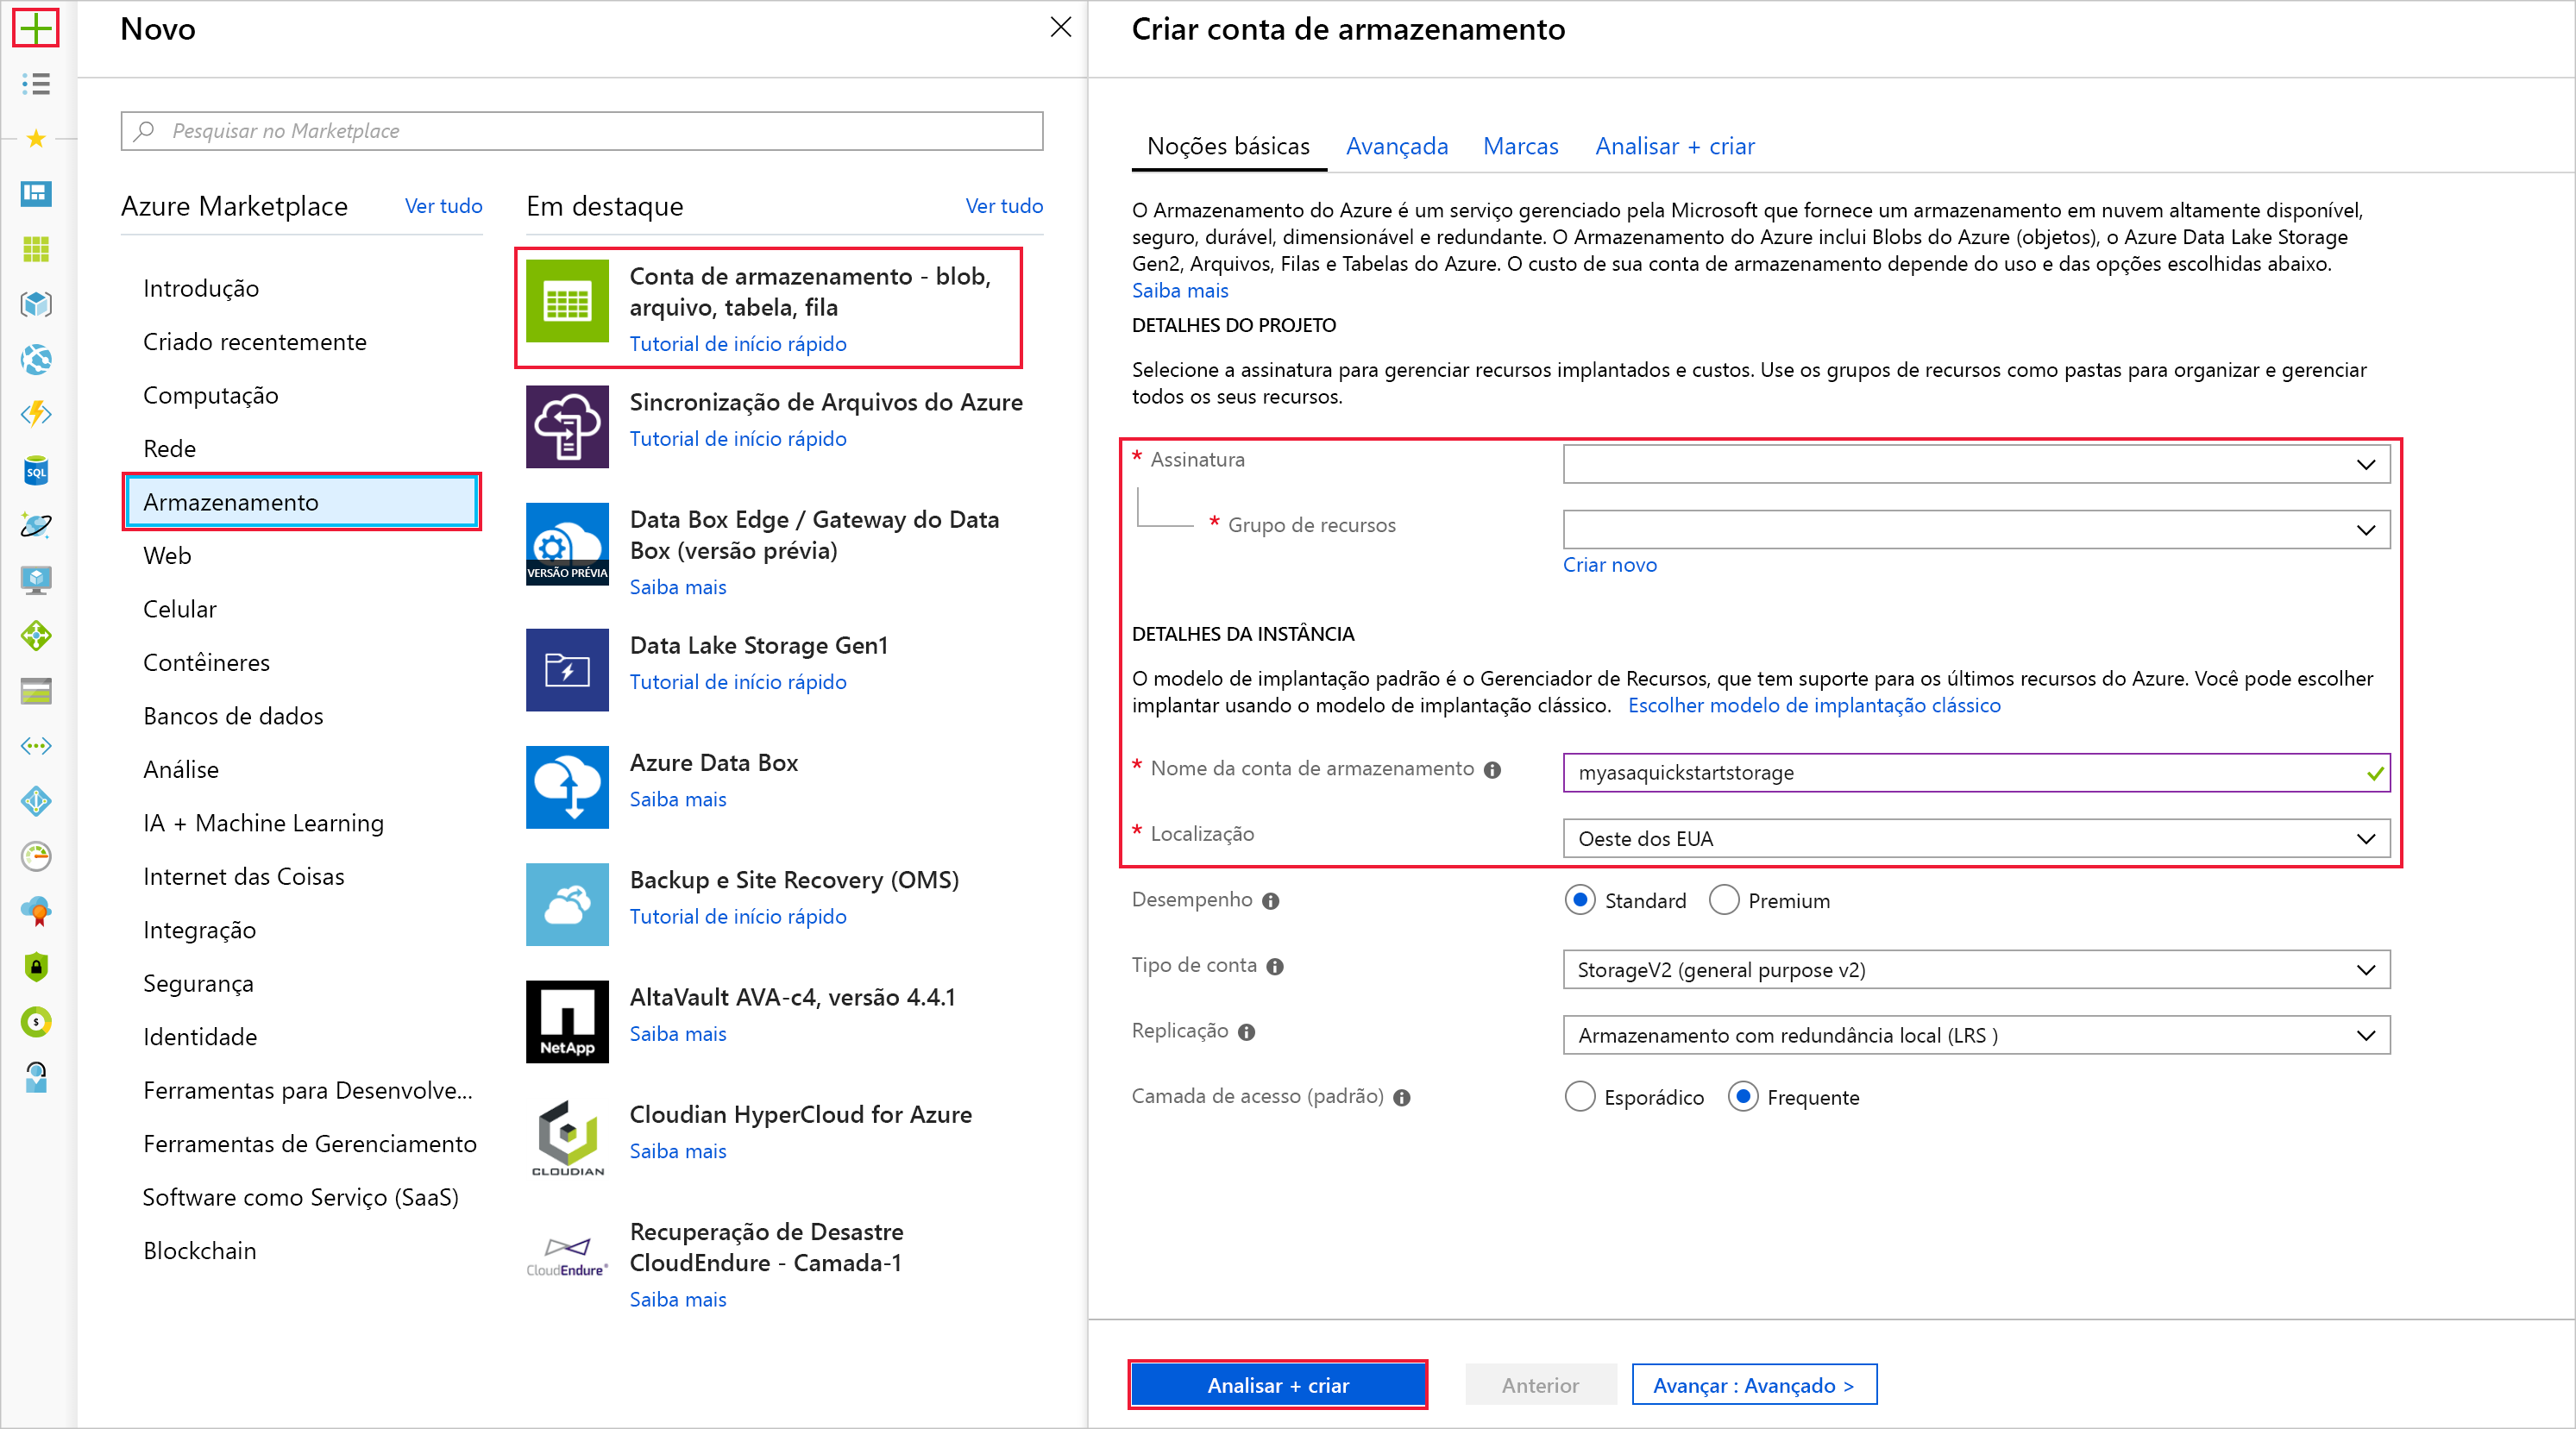 Novo
Pesquisar no Marketplace
Azure Marketplace
Ver tudo
Introdução
Criado recentemente
Computação
Rede
Armazenamento
Web
Celular
Contêineres
Bancos de dados
Análise
IA + Machine Learning
Internet das Coisas
Integração
Segurança
Identidade
Ferramentas para Desenvolve...
Ferramentas de Gerenciamento
Software como Serviço (SaaS)
Blockchain
SQL
Em destaque
Ver tudo
Conta de armazenamento - blob,
arquivo, tabela, fila
Tutorial de início rápido
Sincronização de Arquivos do Azure
Tutorial de início rápido
VERSÃO PRÉVIA
Data Box Edge / Gateway do Data
Box (versão prévia)
Saiba mais
Data Lake Storage Gen1
Tutorial de início rápido
Azure Data Box
Saiba mais
Backup e Site Recovery (OMS)
Tutorial de início rápido
NetApp
AltaVault AVA-c4, versão 4.4.1
Saiba mais
CLOUDIAN
Cloudian HyperCloud for Azure
Saiba mais
CloudEndure®
Recuperação de Desastre
CloudEndure - Camada-1
Saiba mais
Criar conta de armazenamento
Noções básicas
Avançada
Marcas
Analisar + criar
O Armazenamento do Azure é um serviço gerenciado pela Microsoft que fornece um armazenamento em nuvem altamente disponível,
seguro, durável, dimensionável e redundante. O Armazenamento do Azure inclui Blobs do Azure (objetos), o Azure Data Lake Storage
Gen2, Arquivos, Filas e Tabelas do Azure. O custo de sua conta de armazenamento depende do uso e das opções escolhidas abaixo.
Saiba mais
DETALHES DO PROJETO
Selecione a assinatura para gerenciar recursos implantados e custos. Use os grupos de recursos como pastas para organizar e gerenciar
todos os seus recursos.
* Assinatura
* Grupo de recursos
Criar novo
DETALHES DA INSTÂNCIA
O modelo de implantação padrão é o Gerenciador de Recursos, que tem suporte para os últimos recursos do Azure. Você pode escolher
implantar usando o modelo de implantação clássico. Escolher modelo de implantação clássico
* Nome da conta de armazenamento
myasaquickstartstorage
* Localização
Oeste dos EUA
Desempenho
Standard
Premium
Tipo de conta
StorageV2 (general purpose v2)
Replicação
Armazenamento com redundância local (LRS )
Camada de acesso (padrão)
Esporádico
Frequente
Analisar + criar
Anterior
Avançar : Avançado >